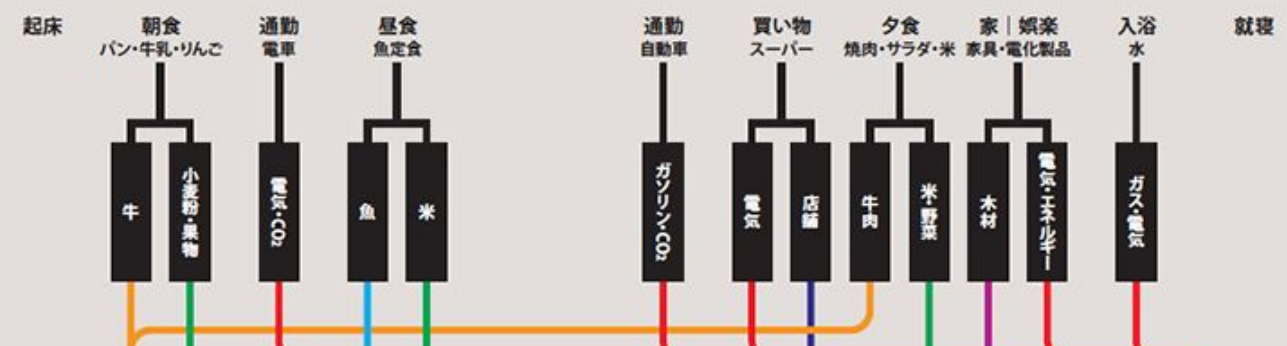 起床
朝食
パン・牛乳・りんご
通勤
電車
昼食
魚定食
通勤
自動車
買い物
スーパー
夕食
焼肉・サラダ・米
家｜娯楽
家具・電化製品
入浴
水
就寝
牛
小麦粉・果物
電気・CO₂
魚
米
ガソリン・CO₂
電気
店舗
牛肉
米・野菜
木材
電気・エネルギー
ガス・電気